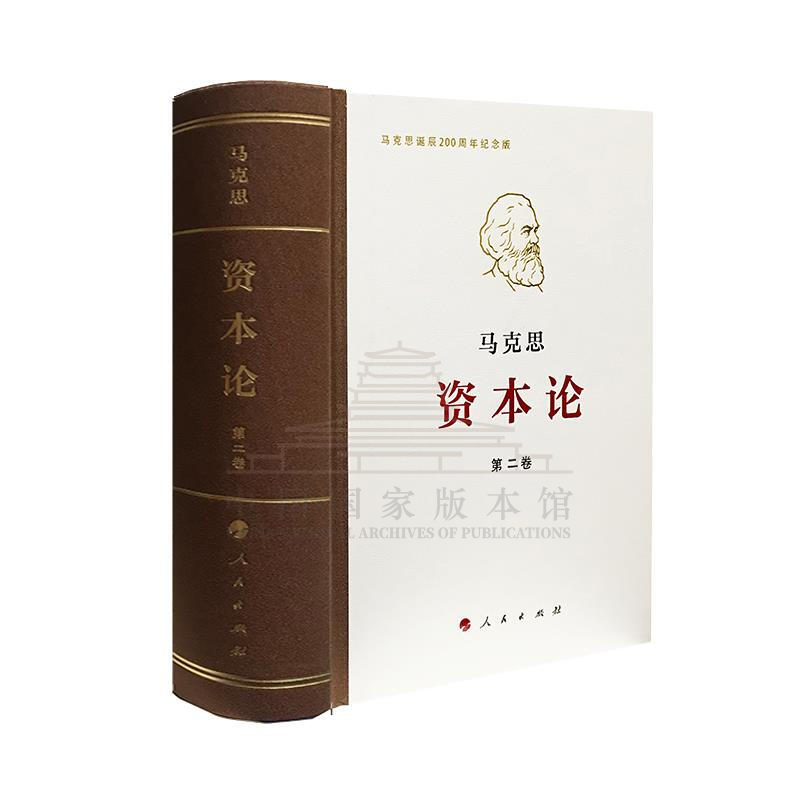 马克思
资本论
第二卷
人民出版社
马克思诞辰200周年纪念版
马克思
资本论
第二卷
人民出版社
国家版本馆
ARCHIVES OF PUBLICATIONS